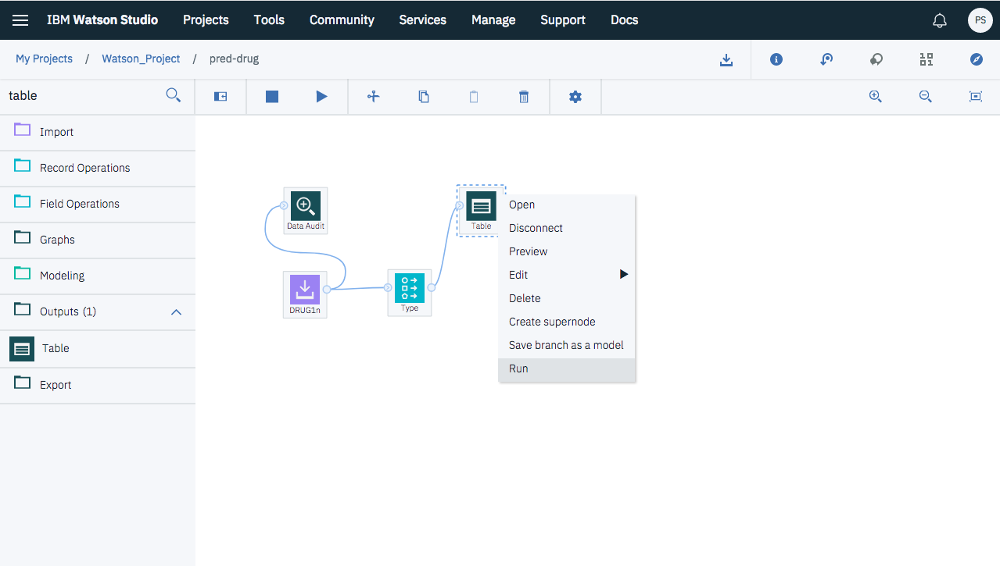 IBM Watson Studio Projects Tools Community Services Manage Support Docs PS
My Projects / Watson_Project / pred-drug
table
Import
Record Operations
Field Operations
Graphs
Modeling
Outputs (1)
Table
Export
Data Audit
DRUG1n
Type
Table
Open
Disconnect
Preview
Edit
Delete
Create supernode
Save branch as a model
Run